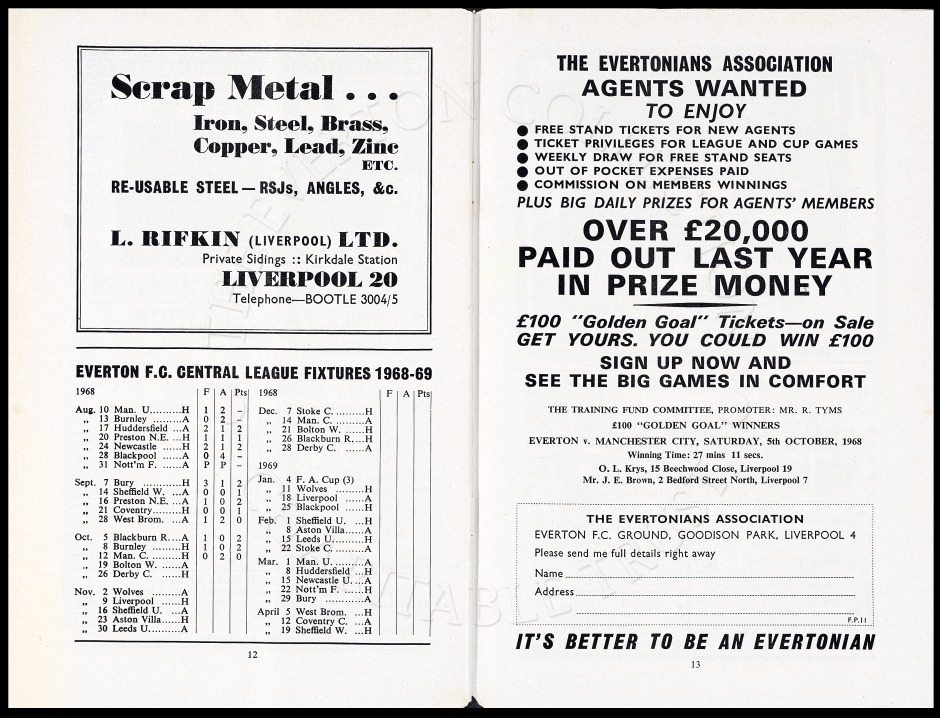 Scrap Metal . . .
Iron, Steel, Brass,
Copper, Lead, Zinc
ETC.
RE-USABLE STEEL — RSJs, ANGLES, &c.
L. RIFKIN (LIVERPOOL) LTD.
Private Sidings :: Kirkdale Station
LIVERPOOL 20
Telephone—BOOTLE 3004/5
EVERTON F.C. CENTRAL LEAGUE FIXTURES 1968-69
1968 F A Pts
Aug. 10 Man. U.........H 1 2 –
„ 13 Burnley .........A 0 2 –
„ 17 Huddersfield ...A 2 1 2
„ 20 Preston N.E. ...H 1 1 1
„ 24 Newcastle ......H 2 1 2
„ 28 Blackpool ......A 0 4 –
„ 31 Nott'm F. ......A P P –
Sept. 7 Bury ............H 3 1 2
„ 14 Sheffield W. ...A 0 0 1
„ 16 Preston N.E. ...A 1 0 2
„ 21 Coventry.........H 0 0 1
„ 28 West Brom. ...A 1 2 0
Oct. 5 Blackburn R....A 1 0 2
„ 8 Burnley .........H 1 0 2
„ 12 Man. C. .........H 0 2 0
„ 19 Bolton W. ......A
„ 26 Derby C. ......H
Nov. 2 Wolves .........A
„ 9 Liverpool ......H
„ 16 Sheffield U. ...A
„ 23 Aston Villa......H
„ 30 Leeds U..........A
1968 F A Pts
Dec. 7 Stoke C. .........H
„ 14 Man. C. .........A
„ 21 Bolton W. ......H
„ 26 Blackburn R....H
„ 28 Derby C. ......A
1969
Jan. 4 F. A. Cup (3)
„ 11 Wolves .........H
„ 18 Liverpool ......A
„ 25 Blackpool ......H
Feb. 1 Sheffield U. ...H
„ 8 Aston Villa......A
„ 15 Leeds U..........H
„ 22 Stoke C..........A
Mar. 1 Man. U..........A
„ 8 Huddersfield ...H
„ 15 Newcastle U. ...A
„ 22 Nott'm F. ......H
„ 29 Bury ............A
April 5 West Brom. ...H
„ 12 Coventry C. ...A
„ 19 Sheffield W. ...H
12
THE EVERTONIANS ASSOCIATION
AGENTS WANTED
TO ENJOY
● FREE STAND TICKETS FOR NEW AGENTS
● TICKET PRIVILEGES FOR LEAGUE AND CUP GAMES
● WEEKLY DRAW FOR FREE STAND SEATS
● OUT OF POCKET EXPENSES PAID
● COMMISSION ON MEMBERS WINNINGS
PLUS BIG DAILY PRIZES FOR AGENTS' MEMBERS
OVER £20,000
PAID OUT LAST YEAR
IN PRIZE MONEY
£100 "Golden Goal" Tickets—on Sale
GET YOURS. YOU COULD WIN £100
SIGN UP NOW AND
SEE THE BIG GAMES IN COMFORT
THE TRAINING FUND COMMITTEE, PROMOTER: MR. R. TYMS
£100 "GOLDEN GOAL" WINNERS
EVERTON v. MANCHESTER CITY, SATURDAY, 5th OCTOBER, 1968
Winning Time: 27 mins 11 secs.
O. L. Krys, 15 Beechwood Close, Liverpool 19
Mr. J. E. Brown, 2 Bedford Street North, Liverpool 7
THE EVERTONIANS ASSOCIATION
EVERTON F.C. GROUND, GOODISON PARK, LIVERPOOL 4
Please send me full details right away
Name
Address
F.P.11
IT'S BETTER TO BE AN EVERTONIAN
13